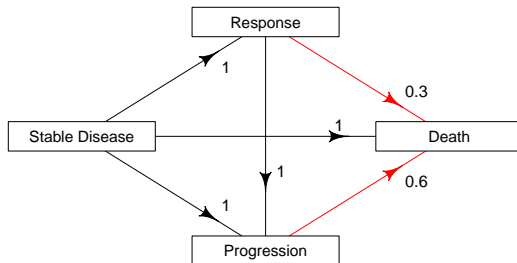 Response
1
0.3
Stable Disease
1
Death
1
1
0.6
Progression